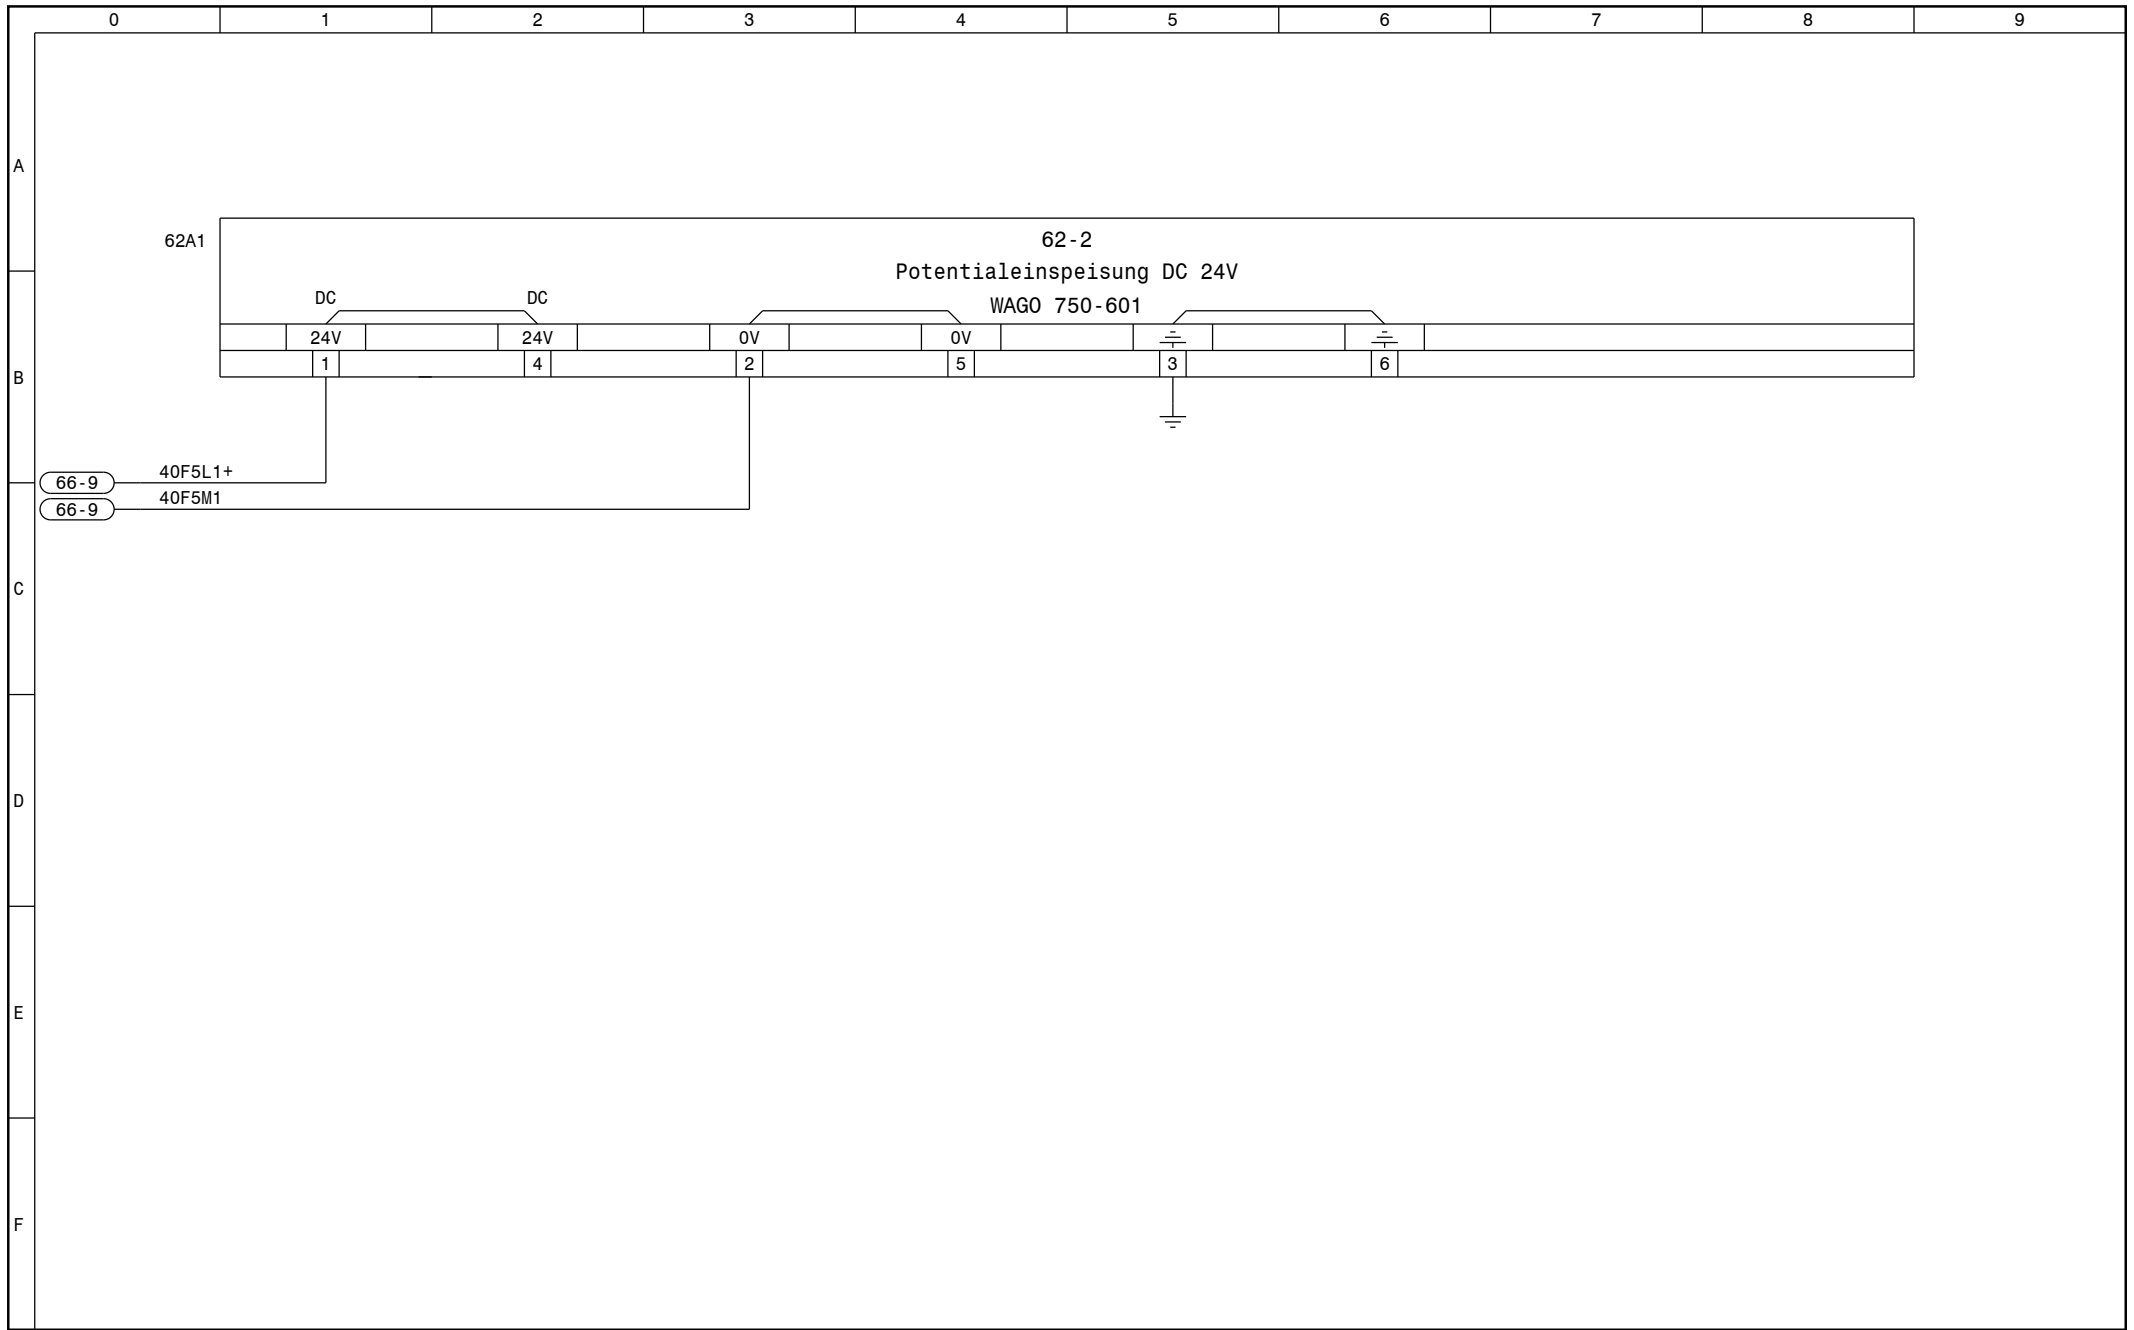 0 1 2 3 4 5 6 7 8 9
A
62A1 62-2
Potentialeinspeisung DC 24V
DC DC WAGO 750-601
24V 24V 0V 0V
1 4 2 5 3 6
B
40F5L1+
66-9
40F5M1
66-9
C
D
E
F